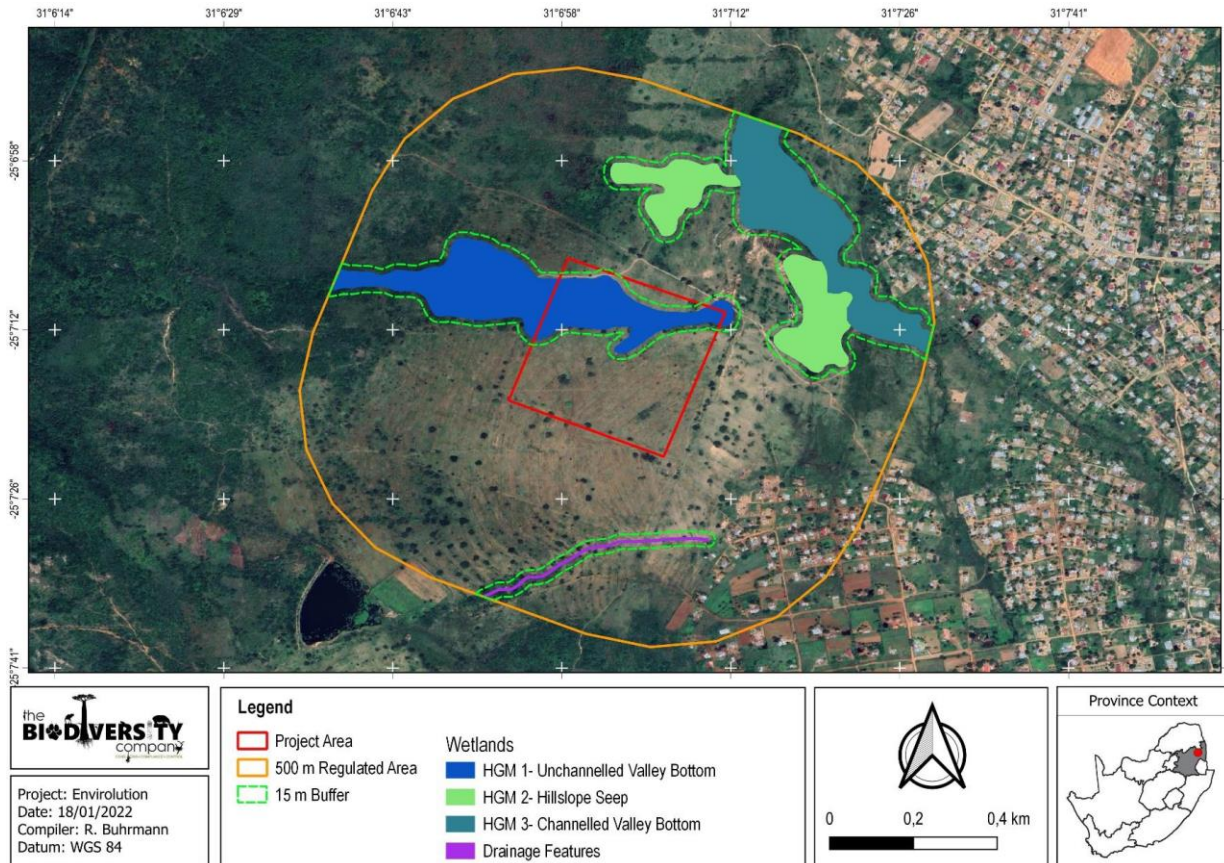 31°6'14" 31°6'29" 31°6'43" 31°6'58" 31°7'12" 31°7'26" 31°7'41"
-25°6'58"
-25°7'12"
-25°7'26"
-25°7'41"
the
BIODIVERSITY
company
Project: Envirolution
Date: 18/01/2022
Compiler: R. Buhrmann
Datum: WGS 84
Legend
Project Area
500 m Regulated Area
15 m Buffer
Wetlands
HGM 1- Unchannelled Valley Bottom
HGM 2- Hillslope Seep
HGM 3- Channelled Valley Bottom
Drainage Features
0 0,2 0,4 km
Province Context